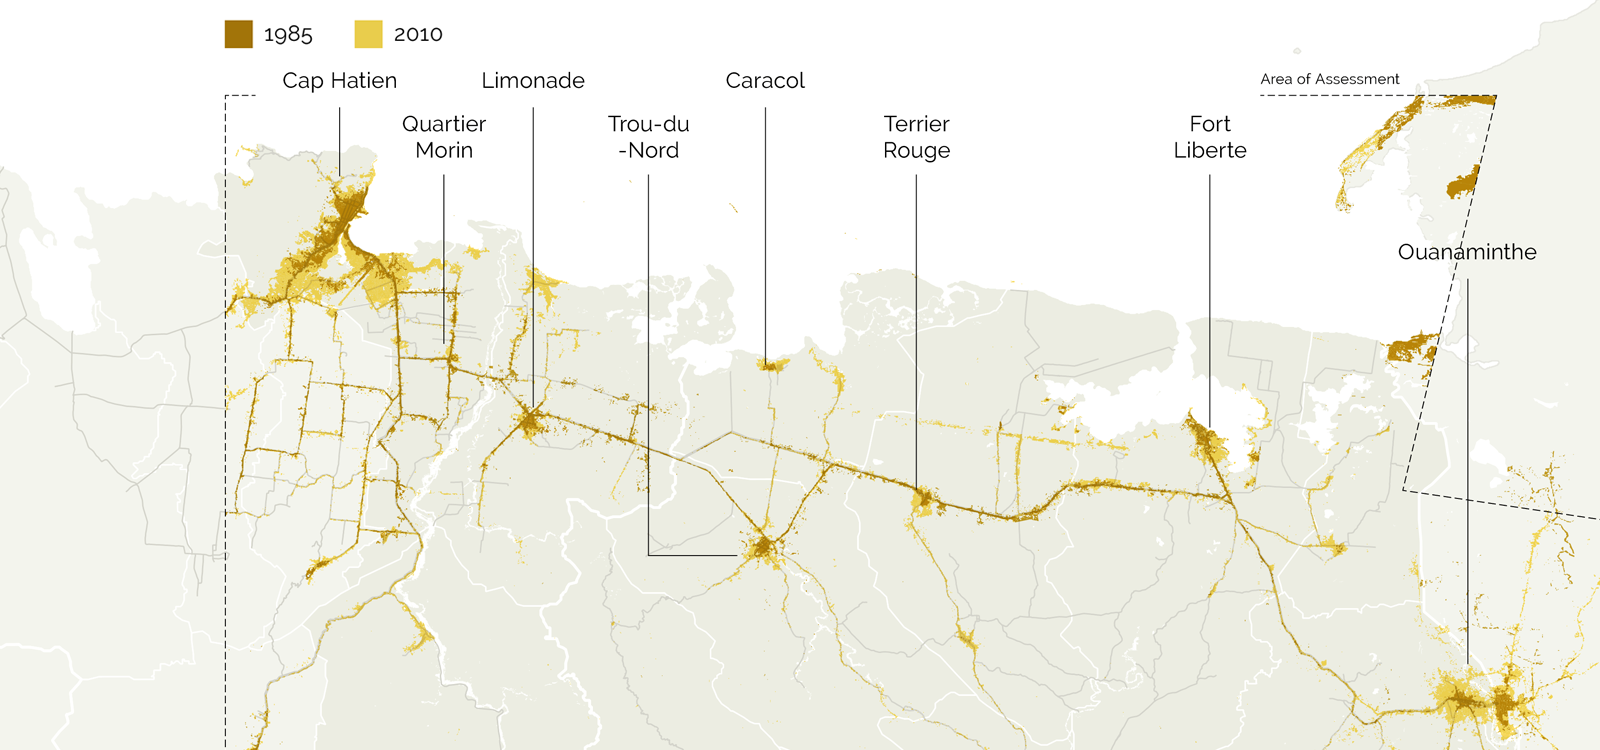 1985
2010
Cap Hatien
Limonade
Caracol
Area of Assessment
Quartier
Morin
Trou-du
-Nord
Terrier
Rouge
Fort
Liberte
Ouanaminthe